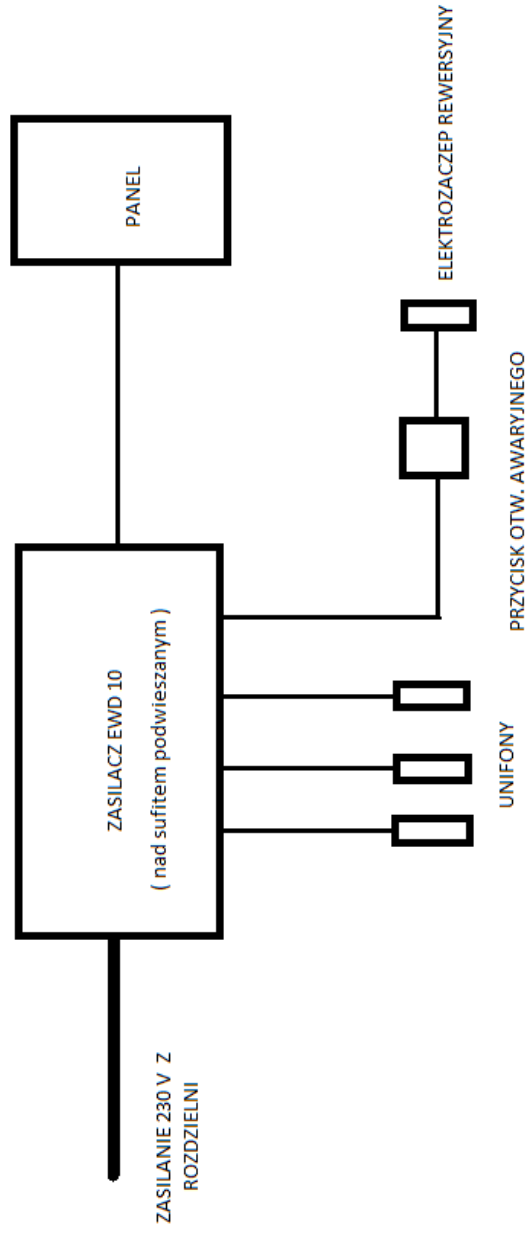 ZASILANIE 230 V Z
ROZDZIELNI
ZASILACZ EWD 10
( nad sufitem podwieszanym )
PANEL
UNIFONY
PRZYCISK OTW. AWARYJNEGO
ELEKTROZACZEP REWERSYJNY